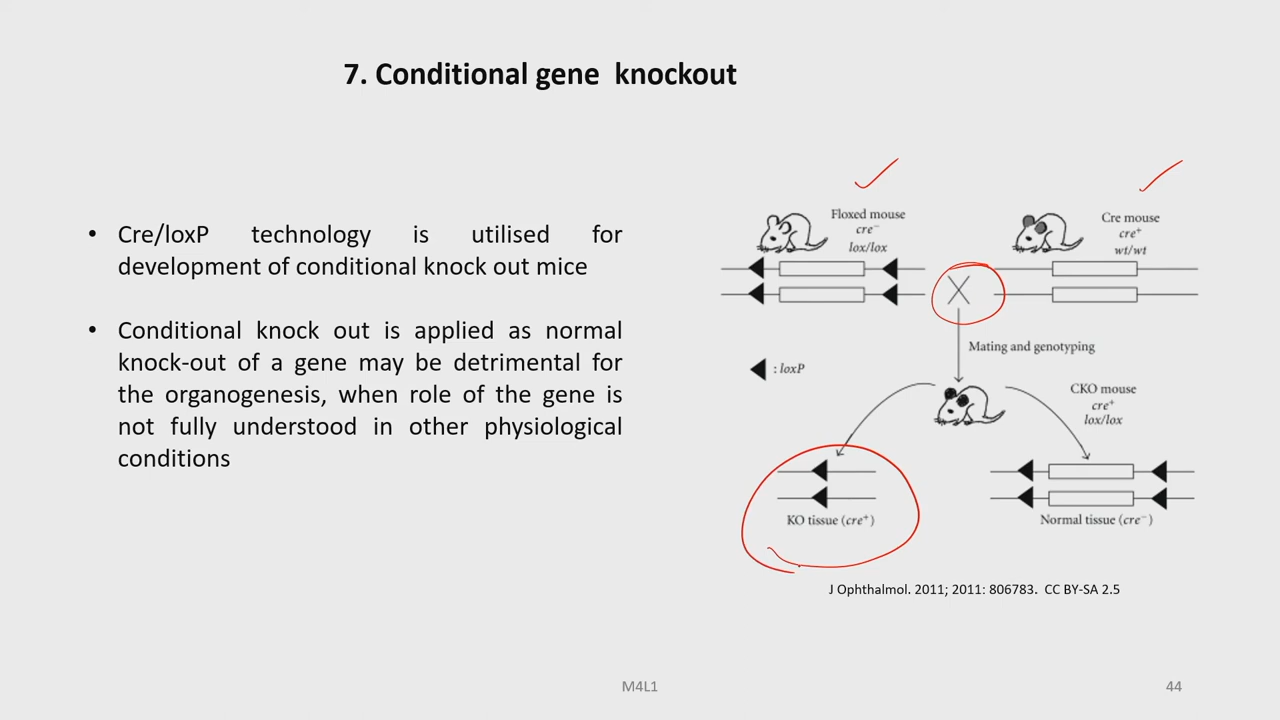 7. Conditional gene knockout
• Cre/loxP technology is utilised for
development of conditional knock out mice
• Conditional knock out is applied as normal
knock-out of a gene may be detrimental for
the organogenesis, when role of the gene is
not fully understood in other physiological
conditions
Floxed mouse
cre⁻
lox/lox
Cre mouse
cre⁺
wt/wt
Mating and genotyping
: loxP
CKO mouse
cre⁺
lox/lox
KO tissue (cre⁺)
Normal tissue (cre⁻)
J Ophthalmol. 2011; 2011: 806783. CC BY-SA 2.5
M4L1
44